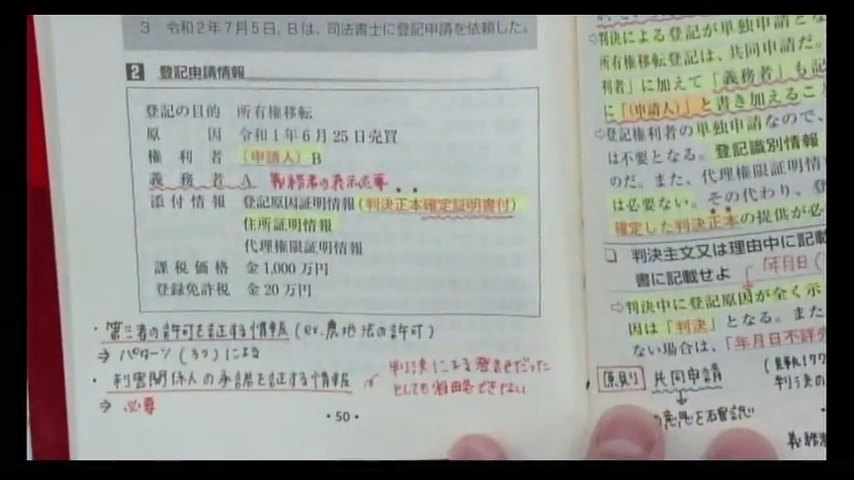 3 令和2年7月5日，Bは，司法書士に登記申請を依頼した。
2 登記申請情報
登記の目的 所有権移転
原因 令和1年6月25日売買
権利者 （申請人）B
義務者 A 義務者の表示必要
添付情報 登記原因証明情報（判決正本確定証明書付）
住所証明情報
代理権限証明情報
課税価格 金1,000万円
登録免許税 金20万円
・第三者の許可を証する情報（ex.農地法の許可）
⇒ パターン（ ）による
・利害関係人の承諾を証する情報
⇒ 必要
判決による登記だった
としても省略できない
・50・
⇨判決による登記が単独申請とな
所有権移転登記は、共同申請だ。
利者」に加えて「義務者」も記
に「（申請人）」と書き加えるこ
⇨登記権利者の単独申請なので、
は不要となる。登記識別情報
のだ。また、代理権限証明情
は必要ない。その代わり、登
確定した判決正本の提供が必
□ 判決主文又は理由中に記載
書に記載せよ
「年月日（
⇨判決中に登記原因が全く示
因は「判決」となる。また
ない場合は、「年月日不詳売
原則 共同申請
判決の
の意思を確認
義務